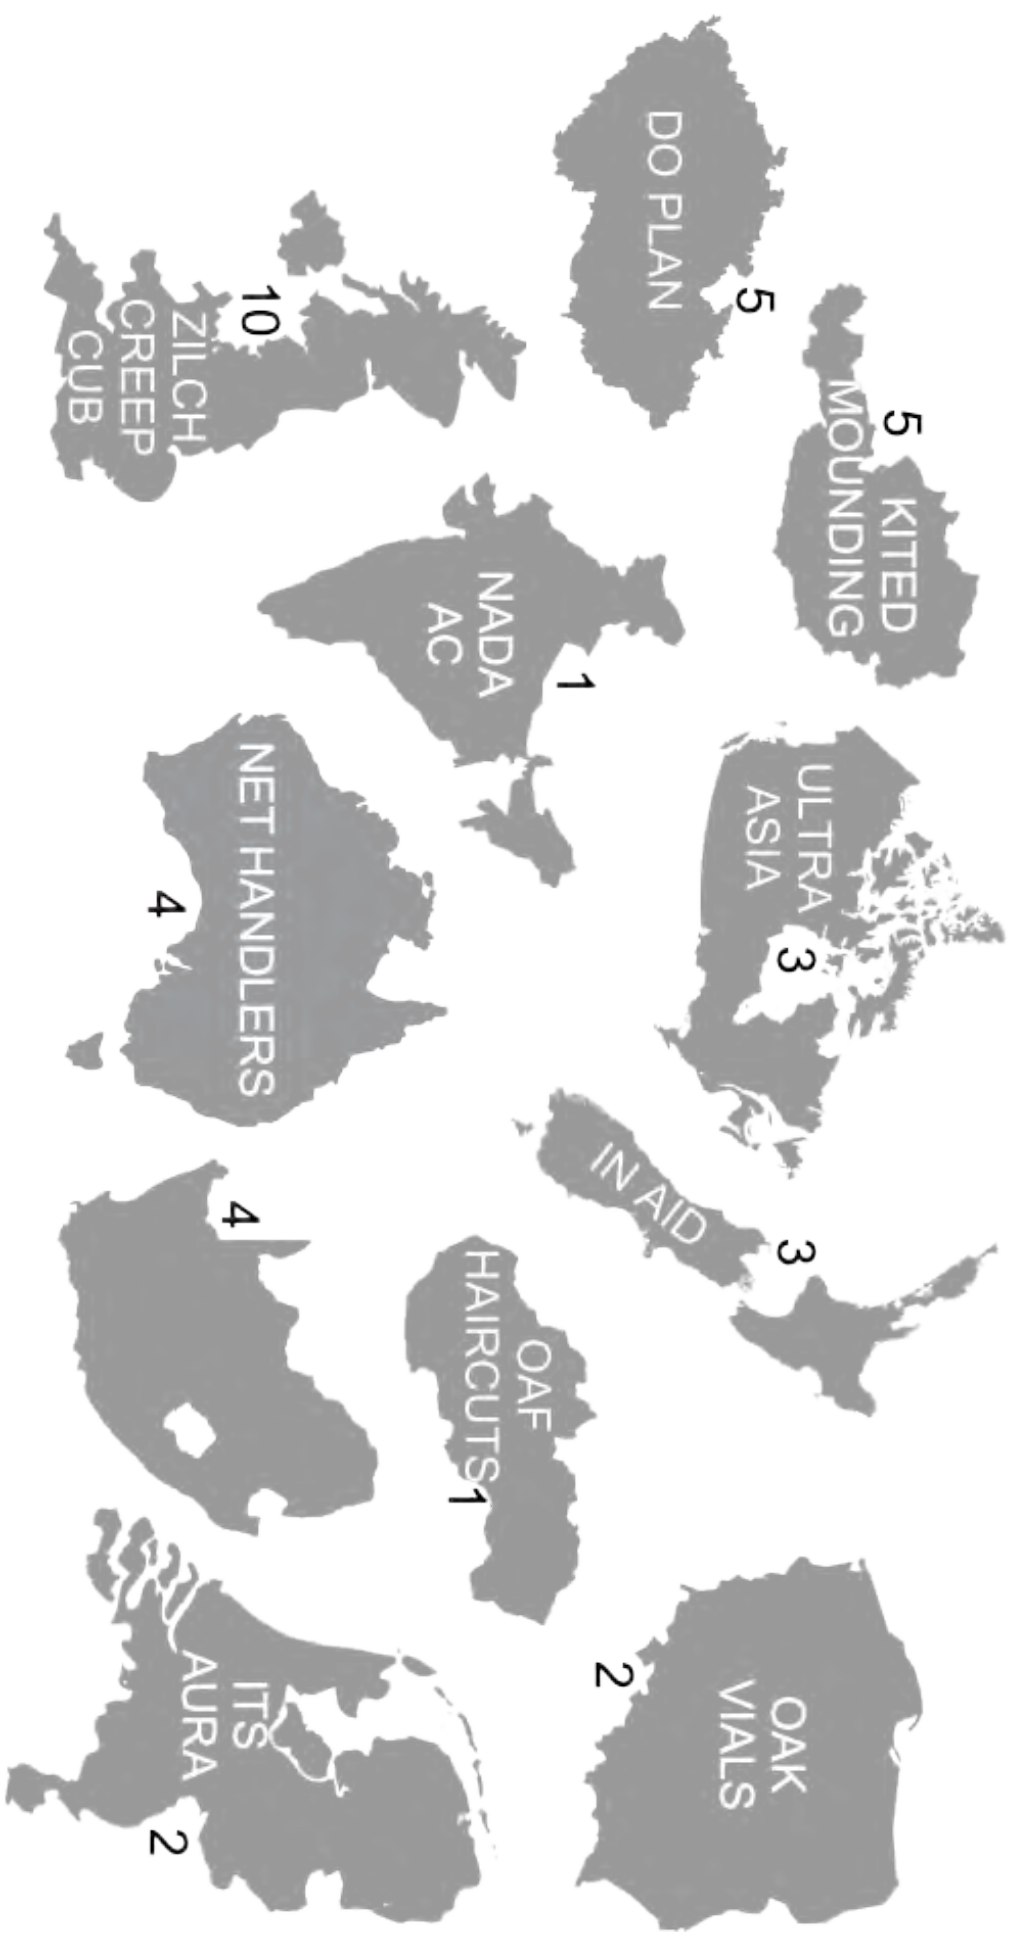 5
DO PLAN
5
KITED
MOUNDING
ULTRA
3
ASIA
3
IN AID
OAK
VIALS
2
1
NADA
AC
OAF
HAIRCUTS
1
10
ZILCH
CREEP
CUB
NET HANDLERS
4
4
ITS
AURA
2